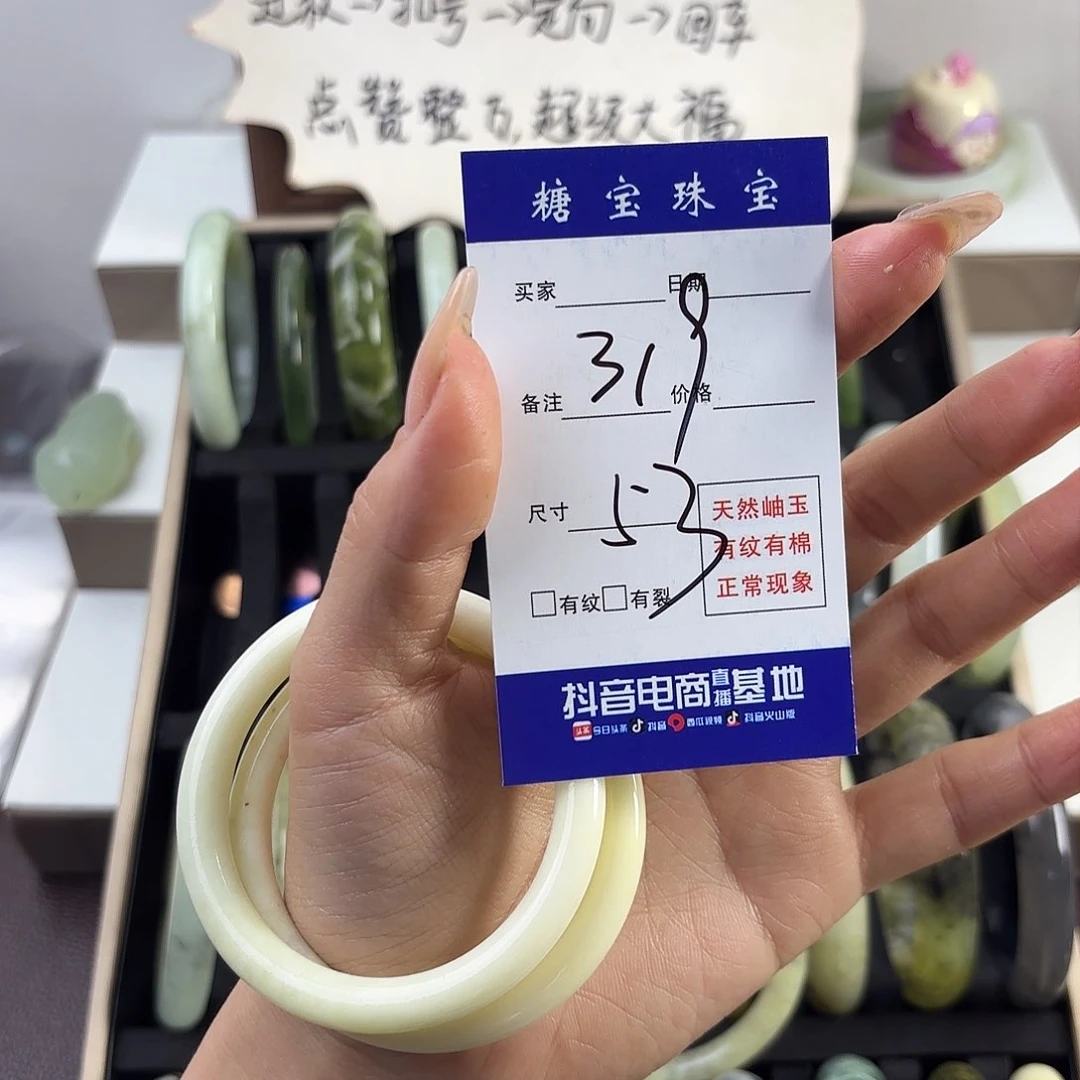 点赞整万,超级大福
糖宝珠宝
买家 日期
319
备注 价格
尺寸 53
天然岫玉
有纹有棉
正常现象
□有纹□有裂
抖音电商直播基地
今日头条 抖音 西瓜视频 抖音火山版